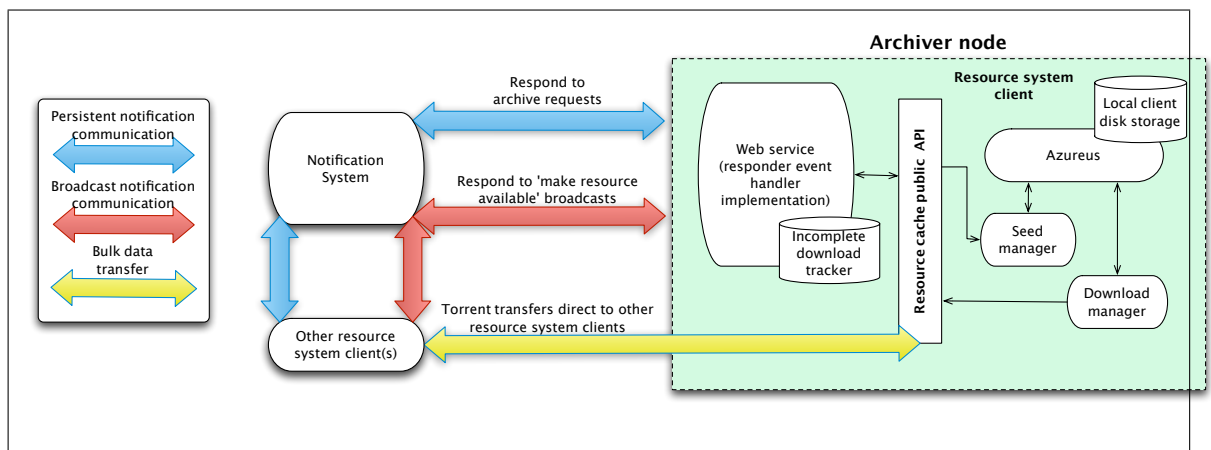 Archiver node
Persistent notification
communication
Broadcast notification
communication
Bulk data
transfer
Respond to
archive requests
Notification
System
Respond to 'make resource
available' broadcasts
Other resource
system client(s)
Torrent transfers direct to other
resource system clients
Resource system
client
Web service
(responder event
handler
implementation)
Incomplete
download
tracker
Resource cache public API
Local client
disk storage
Azureus
Seed
manager
Download
manager